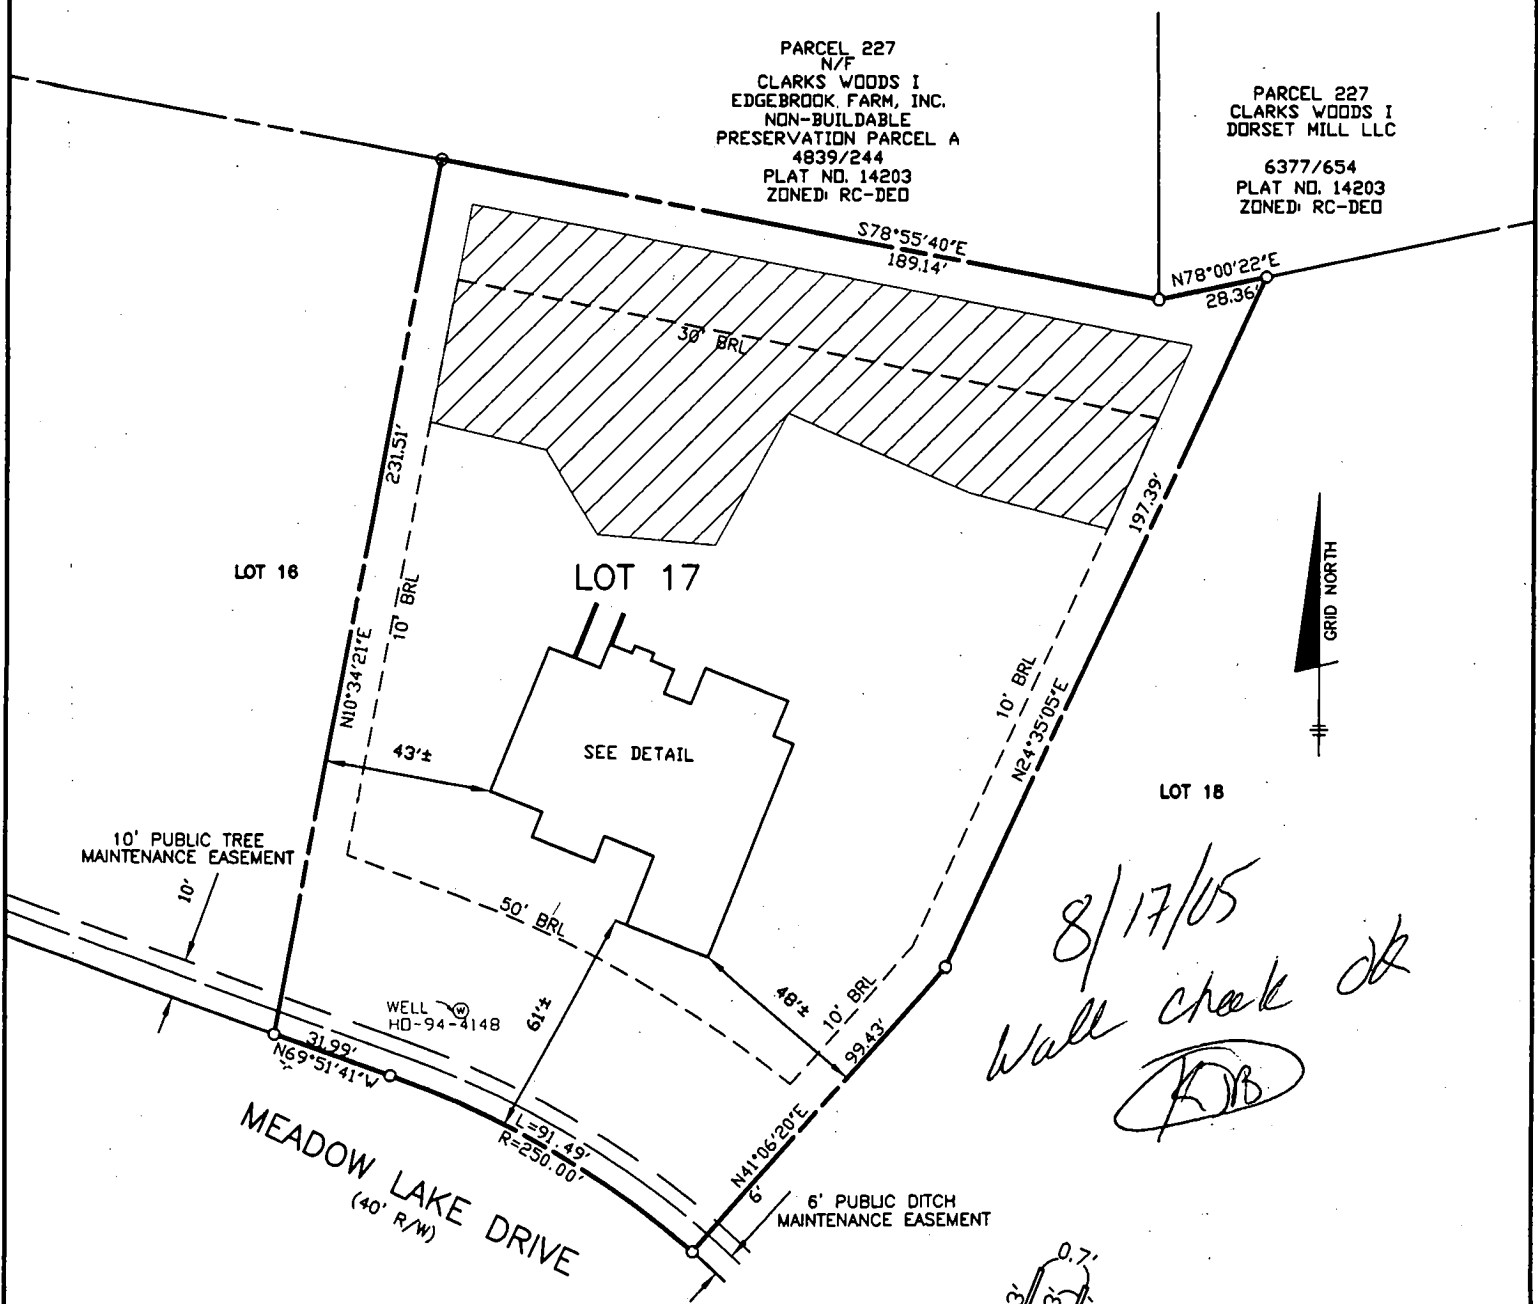 PARCEL 227
N/F
CLARKS WOODS I
EDGEBROOK FARM, INC.
NON-BUILDABLE
PRESERVATION PARCEL A
4839/244
PLAT NO. 14203
ZONED: RC-DEO
PARCEL 227
CLARKS WOODS I
DORSET MILL LLC
6377/654
PLAT NO. 14203
ZONED: RC-DEO
S78°55'40"E
189.14'
N78°00'22"E
28.36'
30' BRL
231.51'
197.39'
LOT 16
10' BRL
LOT 17
GRID NORTH
N10°34'21"E
10' BRL
N24°35'05"E
43'±
SEE DETAIL
LOT 18
10' PUBLIC TREE
MAINTENANCE EASEMENT
10'
50' BRL
8/17/05
Wall check ok
KDB
WELL W
HO-94-4148
61'±
48'±
10' BRL
99.43'
31.99'
N69°51'41"W
L=91.49'
R=250.00'
N41°06'20"E
6'
6' PUBLIC DITCH
MAINTENANCE EASEMENT
MEADOW LAKE DRIVE
(40' R/W)
0.7'